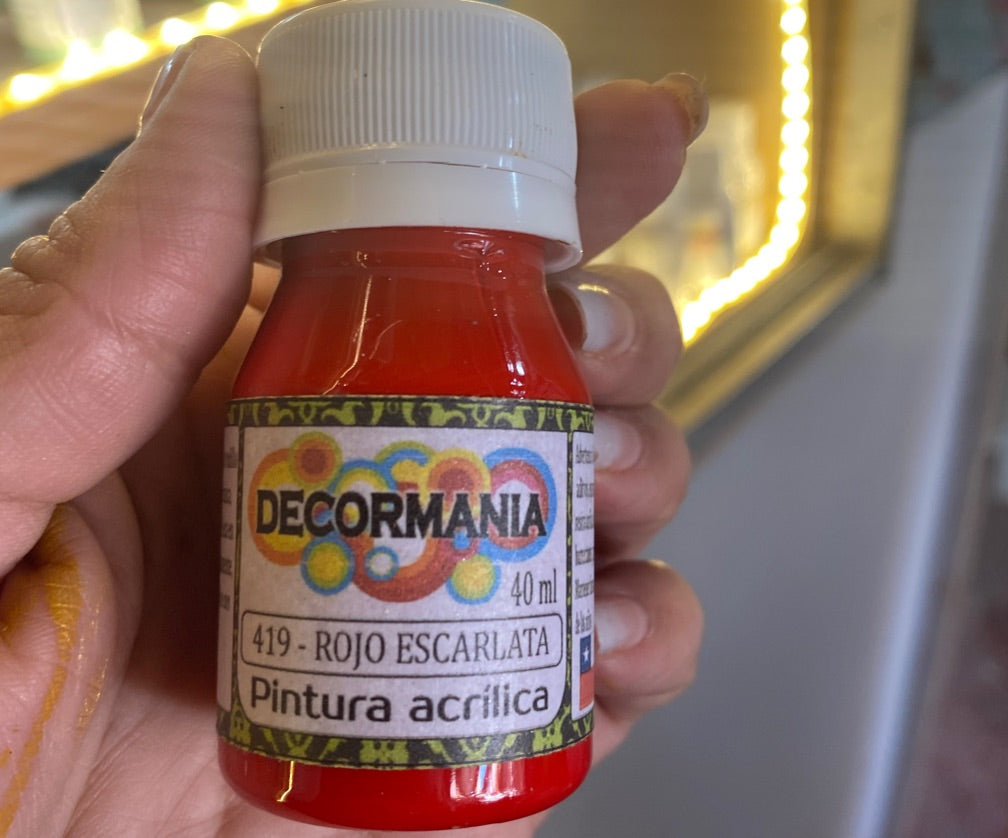 DECORMANIA
40 ml
419 - ROJO ESCARLATA
Pintura acrílica